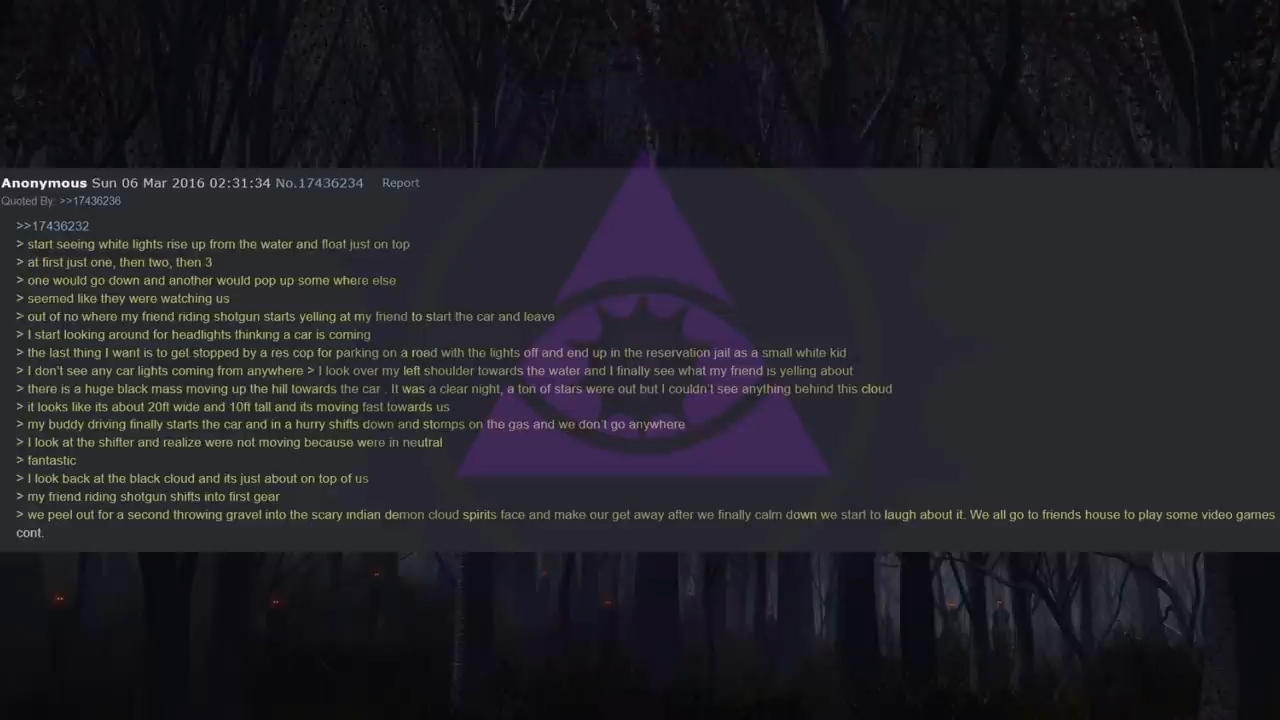 Anonymous Sun 06 Mar 2016 02:31:34 No.17436234 Report
Quoted By: >>17436236
>>17436232
> start seeing white lights rise up from the water and float just on top
> at first just one, then two, then 3
> one would go down and another would pop up some where else
> seemed like they were watching us
> out of no where my friend riding shotgun starts yelling at my friend to start the car and leave
> I start looking around for headlights thinking a car is coming
> the last thing I want is to get stopped by a res cop for parking on a road with the lights off and end up in the reservation jail as a small white kid
> I don't see any car lights coming from anywhere > I look over my left shoulder towards the water and I finally see what my friend is yelling about
> there is a huge black mass moving up the hill towards the car . It was a clear night, a ton of stars were out but I couldn't see anything behind this cloud
> it looks like its about 20ft wide and 10ft tall and its moving fast towards us
> my buddy driving finally starts the car and in a hurry shifts down and stomps on the gas and we don't go anywhere
> I look at the shifter and realize were not moving because were in neutral
> fantastic
> I look back at the black cloud and its just about on top of us
> my friend riding shotgun shifts into first gear
> we peel out for a second throwing gravel into the scary indian demon cloud spirits face and make our get away after we finally calm down we start to laugh about it. We all go to friends house to play some video games
cont.